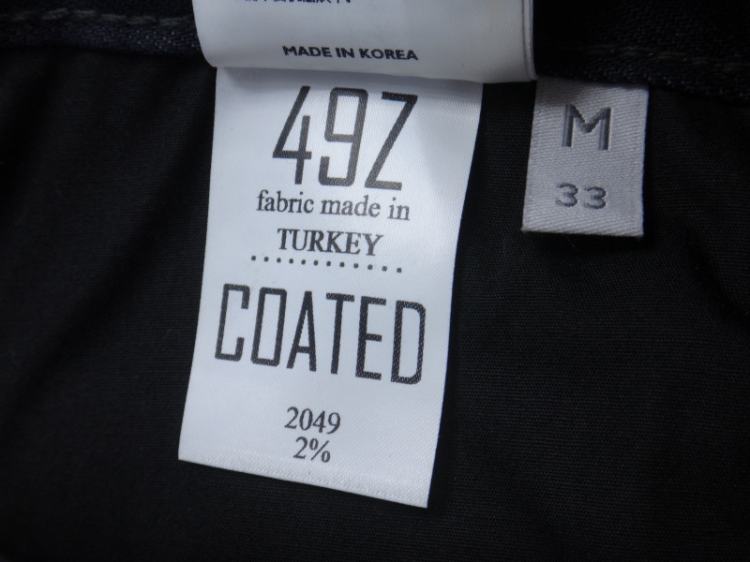 MADE IN KOREA
49Z
fabric made in
TURKEY
COATED
2049
2%
M
33